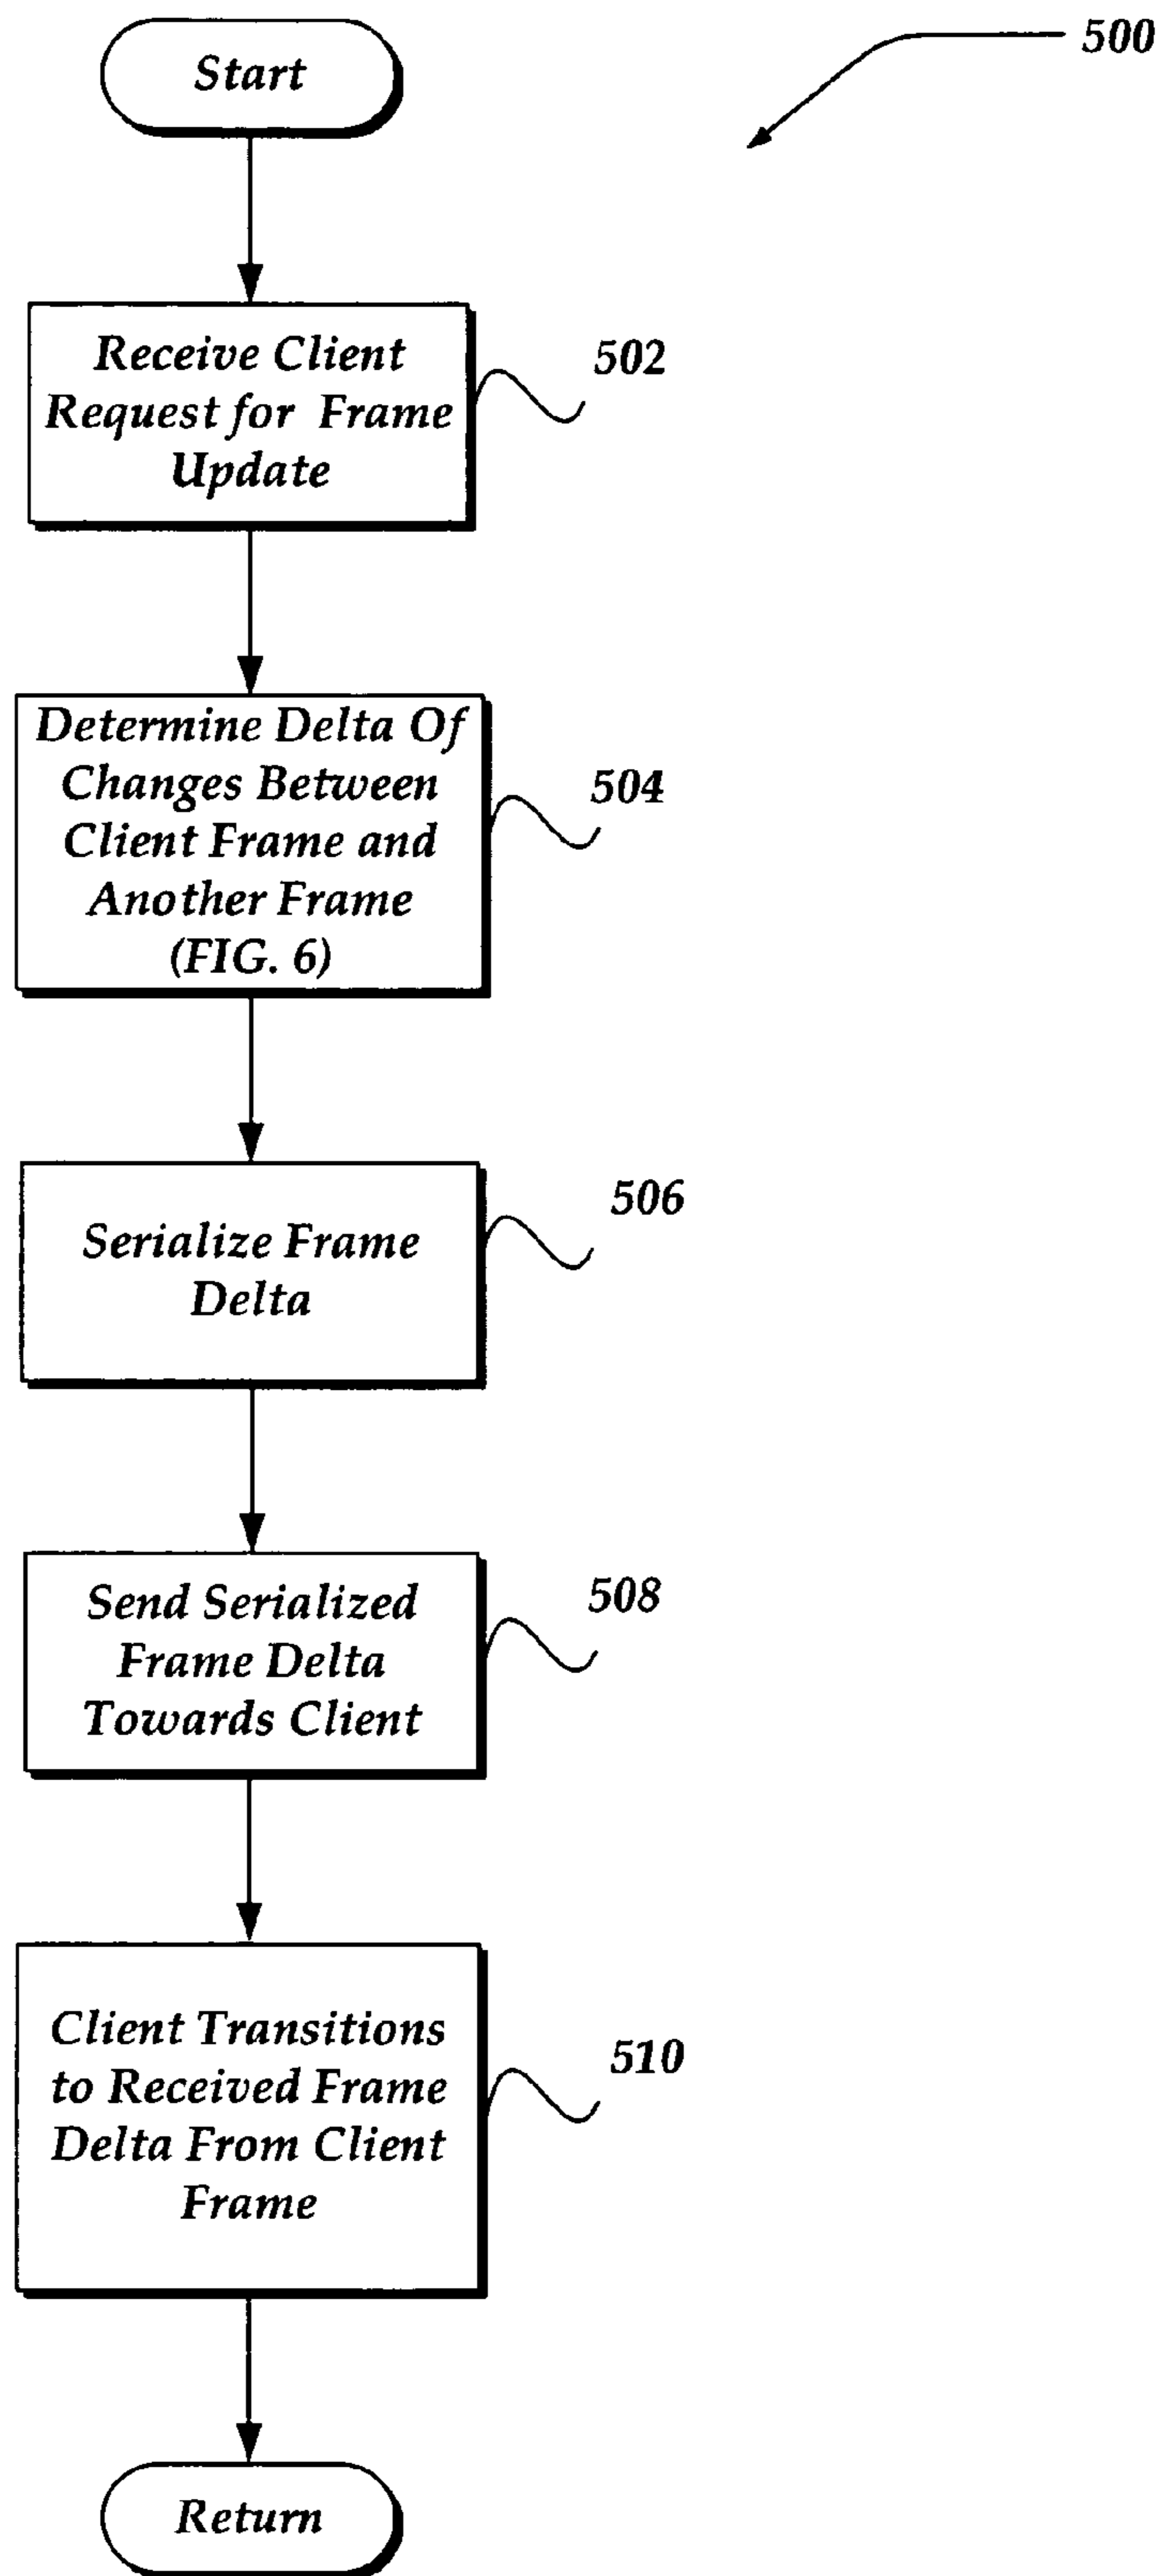 Start
500
Receive Client
Request for Frame
Update
502
Determine Delta Of
Changes Between
Client Frame and
Another Frame
(FIG. 6)
504
Serialize Frame
Delta
506
Send Serialized
Frame Delta
Towards Client
508
Client Transitions
to Received Frame
Delta From Client
Frame
510
Return